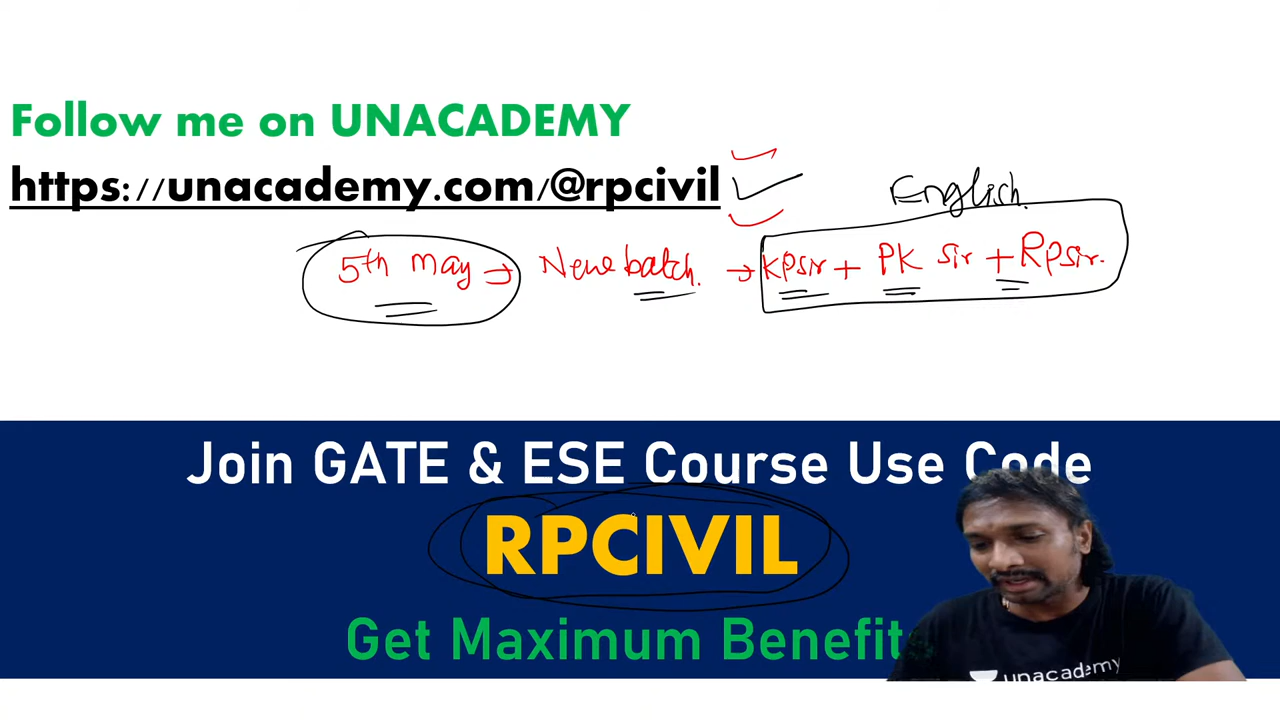 Follow me on UNACADEMY
https://unacademy.com/@rpcivil
English.
5th may → New batch. → KPsir + PK sir + Rpsir.
Join GATE & ESE Course Use Code
RPCIVIL
Get Maximum Benefits
unacademy